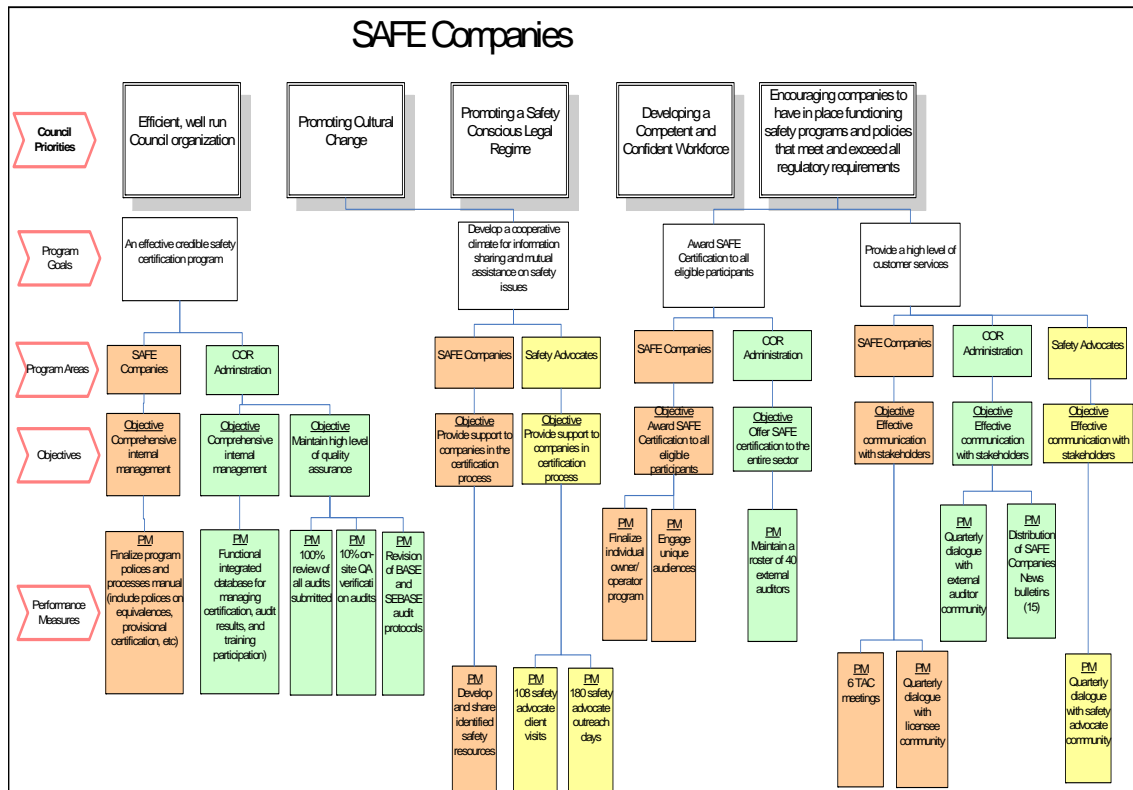 SAFE Companies
Council
Priorities
Efficient, well run
Council organization
Promoting Cultural
Change
Promoting a Safety
Conscious Legal
Regime
Developing a
Competent and
Confident Workforce
Encouraging companies to
have in place functioning
safety programs and policies
that meet and exceed all
regulatory requirements
Program
Goals
An effective credible safety
certification program
Develop a cooperative
climate for information
sharing and mutual
assistance on safety
issues
Award SAFE
Certification to all
eligible participants
Provide a high level of
customer services
Program Areas
SAFE
Companies
COR
Adminstration
SAFE Companies
Safety Advocates
SAFE Companies
COR
Administration
SAFE Companies
COR
Administration
Safety Advocates
Objectives
Objective
Comprehensive
internal
management
Objective
Comprehensive
internal
management
Objective
Maintain high level
of quality
assurance
Objective
Provide support to
companies in the
certification
process
Objective
Provide support to
companies in
certification
process
Objective
Award SAFE
Certification to all
eligible
participants
Objective
Offer SAFE
certification to the
entire sector
Objective
Effective
communication
with stakeholders
Objective
Effective
communication
with stakeholders
Objective
Effective
communication with
stakeholders
Performance
Measures
PM
Finalize program
polices and
processes manual
(include polices on
equivalences,
provisional
certification, etc)
PM
Functional
integrated
database for
managing
certification, audit
results, and
training
participation)
PM
100%
review of
all audits
submitted
PM
10% on-
site QA
verificati
on audits
PM
Revision
of BASE
and
SEBASE
audit
protocols
PM
Develop
and share
identified
safety
resources
PM
108 safety
advocate
client
visits
PM
180 safety
advocate
outreach
days
PM
Finalize
individual
owner/
operator
program
PM
Engage
unique
audiences
PM
Maintain a
roster of 40
external
auditors
PM
6 TAC
meetings
PM
Quarterly
dialogue
with
licensee
community
PM
Quarterly
dialogue
with
external
auditor
community
PM
Distribution
of SAFE
Companies
News
bulletins
(15)
PM
Quarterly
dialogue
with safety
advocate
community